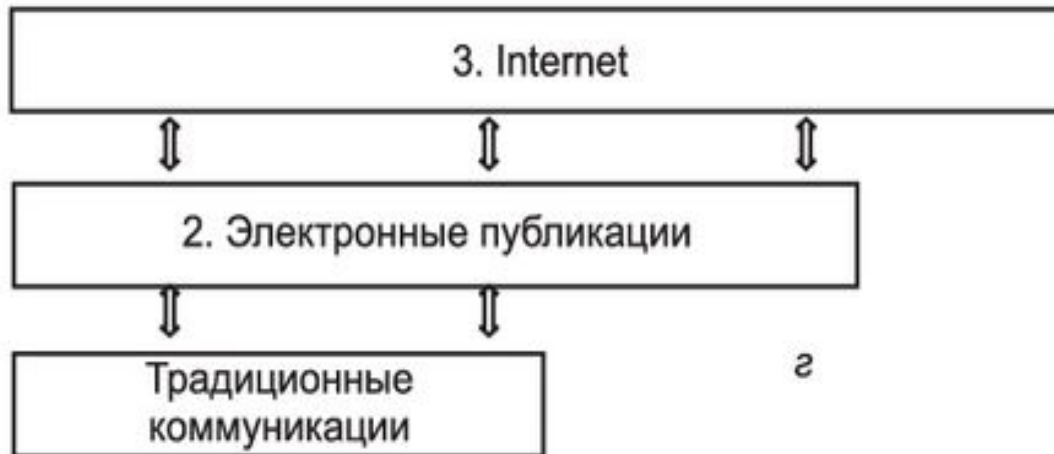 3. Internet
2. Электронные публикации
Традиционные
коммуникации
г